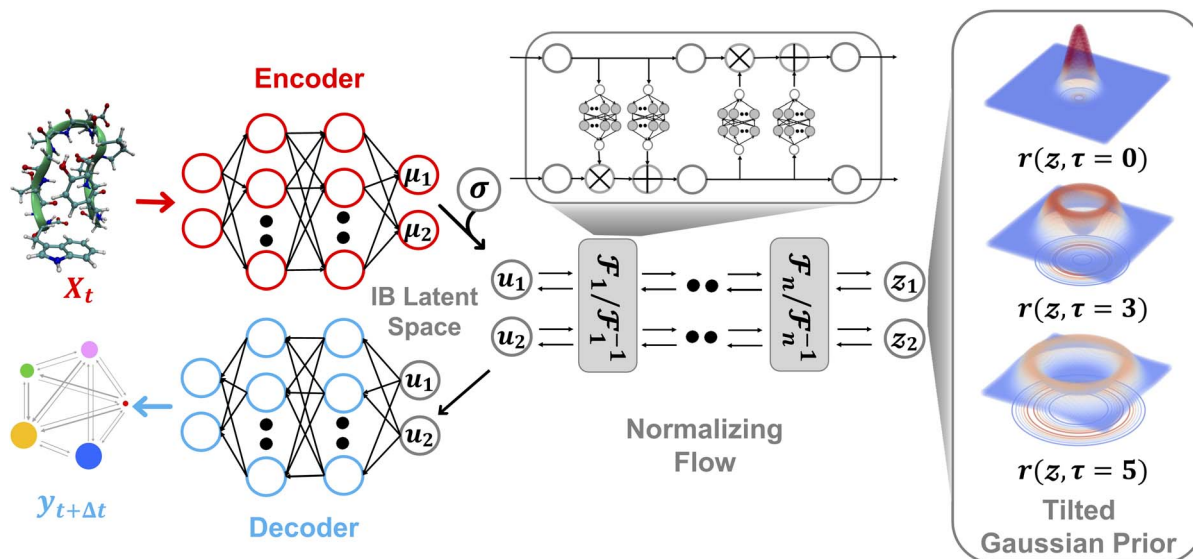 Encoder
X_t
μ_1
μ_2
σ
IB Latent
Space
u_1
u_2
ℱ_1/ℱ_1^{-1}
ℱ_n/ℱ_n^{-1}
z_1
z_2
u_1
u_2
Normalizing
Flow
y_{t+Δt}
Decoder
r(z, τ = 0)
r(z, τ = 3)
r(z, τ = 5)
Tilted
Gaussian Prior